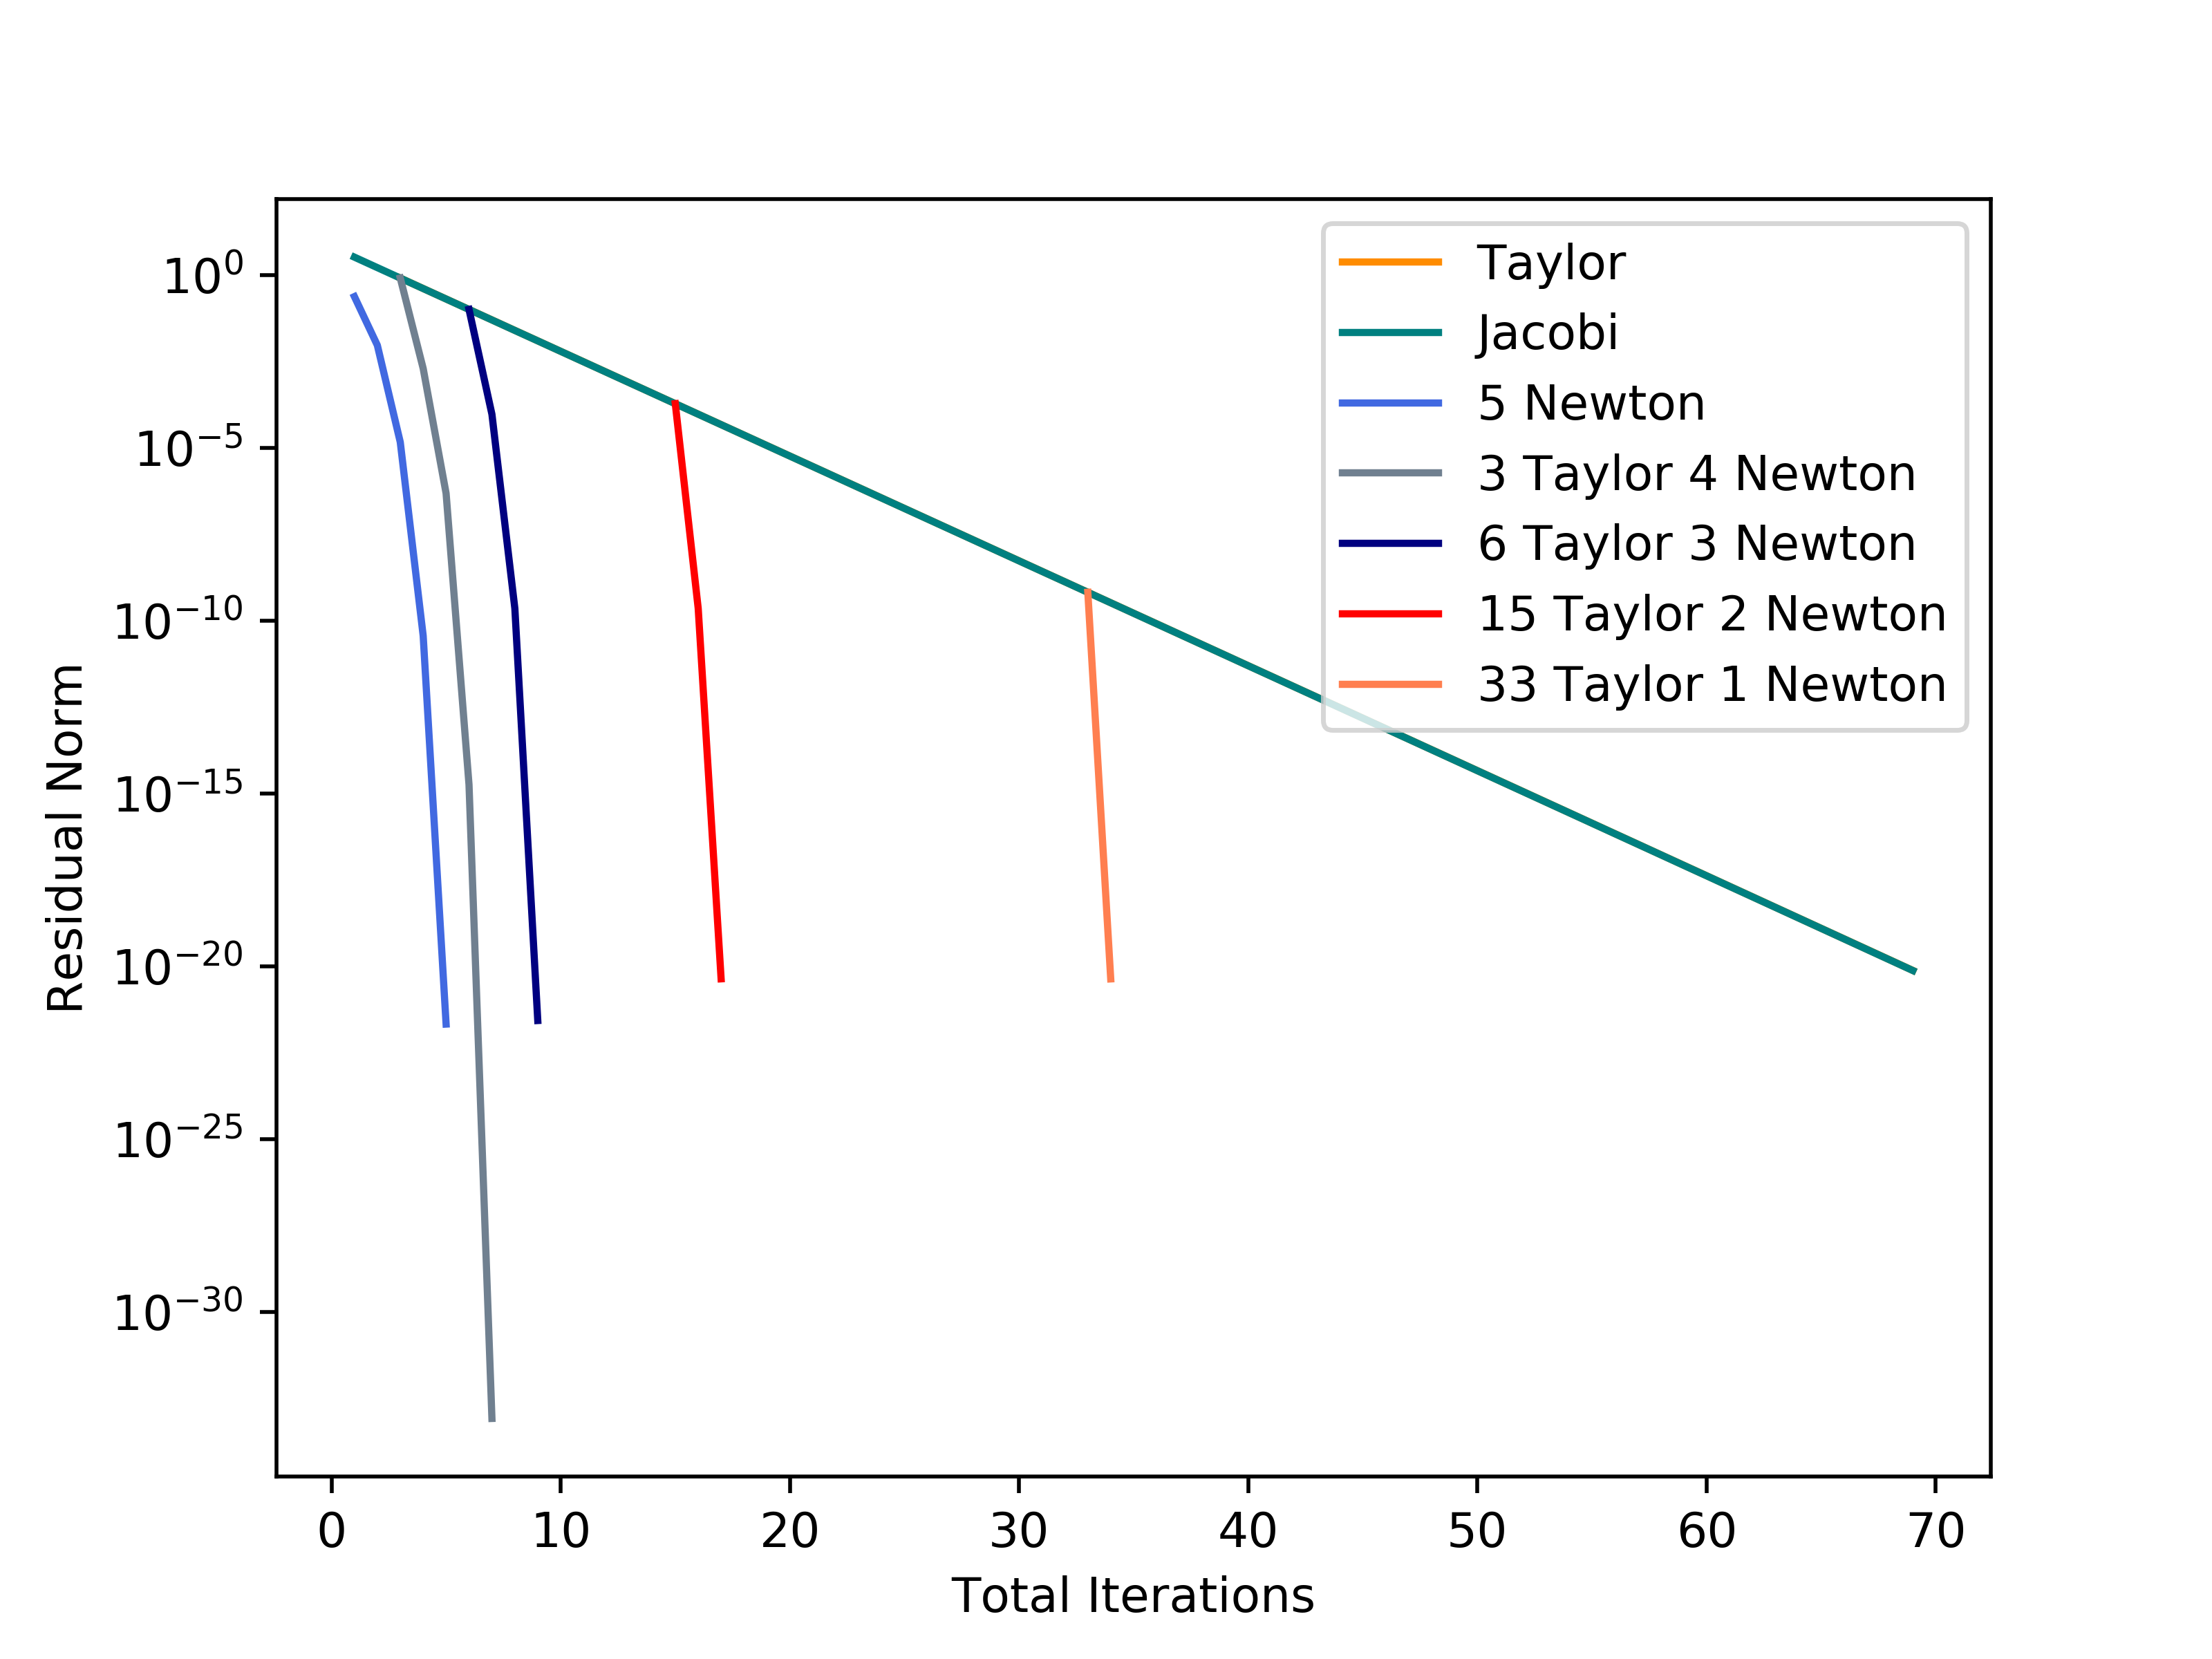 Taylor
Jacobi
5 Newton
3 Taylor 4 Newton
6 Taylor 3 Newton
15 Taylor 2 Newton
33 Taylor 1 Newton
10⁰
10⁻⁵
10⁻¹⁰
10⁻¹⁵
10⁻²⁰
10⁻²⁵
10⁻³⁰
Residual Norm
0 10 20 30 40 50 60 70
Total Iterations